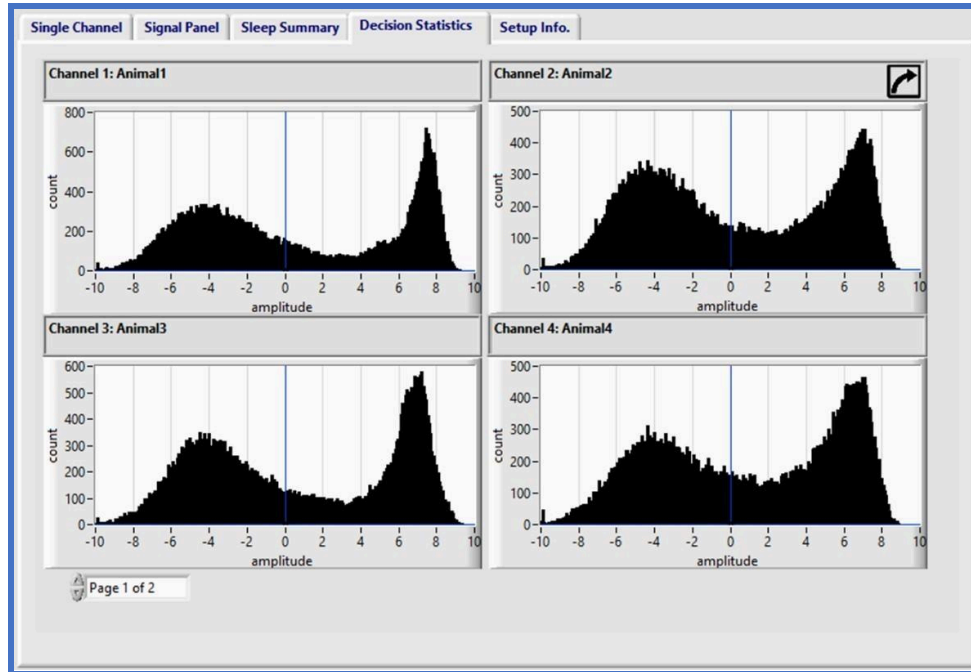 Single Channel Signal Panel Sleep Summary Decision Statistics Setup Info.
Channel 1: Animal1
800
600
400
200
0
count
-10 -8 -6 -4 -2 0 2 4 6 8 10
amplitude
Channel 2: Animal2
500
400
300
200
100
0
count
-10 -8 -6 -4 -2 0 2 4 6 8 10
amplitude
Channel 3: Animal3
600
500
400
300
200
100
0
count
-10 -8 -6 -4 -2 0 2 4 6 8 10
amplitude
Channel 4: Animal4
500
400
300
200
100
0
count
-10 -8 -6 -4 -2 0 2 4 6 8 10
amplitude
Page 1 of 2